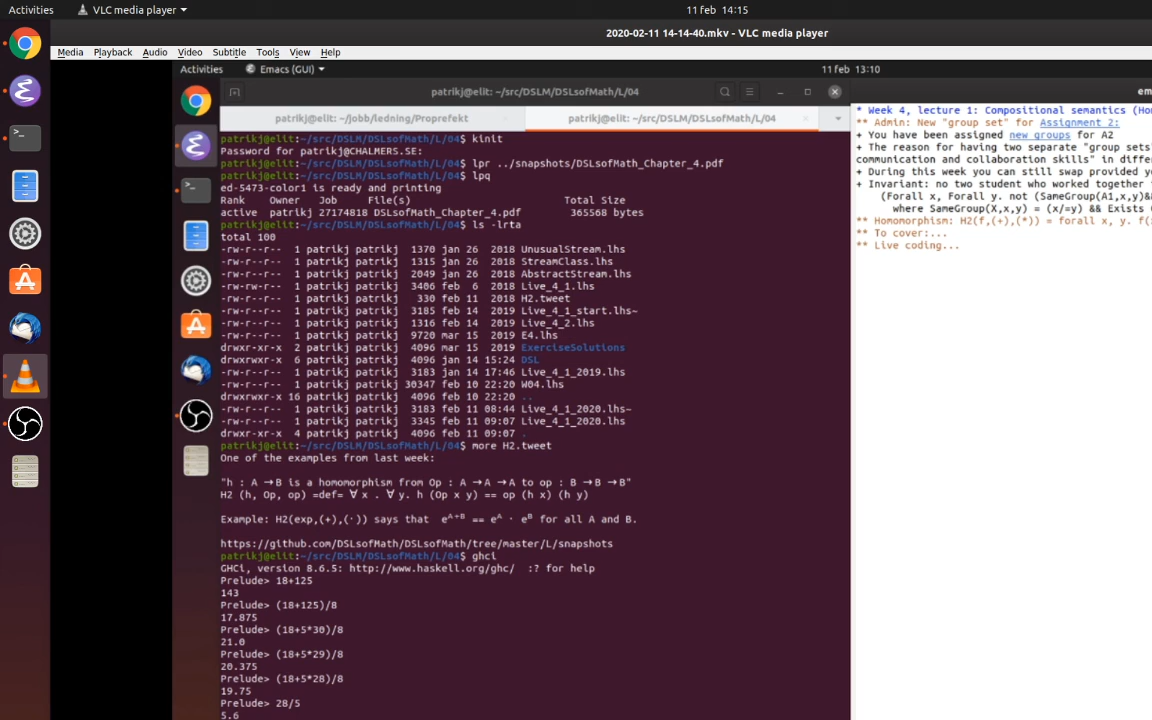 Activities VLC media player 11 feb 14:15
2020-02-11 14-14-40.mkv - VLC media player
Media Playback Audio Video Subtitle Tools View Help
Activities Emacs (GUI) 11 feb 13:10
patrikj@elit: ~/src/DSLM/DSLsofMath/L/04
patrikj@elit: ~/jobb/ledning/Proprefekt
patrikj@elit: ~/src/DSLM/DSLsofMath/L/04
patrikj@elit:~/src/DSLM/DSLsofMath/L/04$ kinit
Password for patrikj@CHALMERS.SE:
patrikj@elit:~/src/DSLM/DSLsofMath/L/04$ lpr ../snapshots/DSLsofMath_Chapter_4.pdf
patrikj@elit:~/src/DSLM/DSLsofMath/L/04$ lpq
ed-5473-color1 is ready and printing
Rank Owner Job File(s) Total Size
active patrikj 27174818 DSLsofMath_Chapter_4.pdf 365568 bytes
patrikj@elit:~/src/DSLM/DSLsofMath/L/04$ ls -lrta
total 100
-rw-r--r-- 1 patrikj patrikj 1370 jan 26 2018 UnusualStream.lhs
-rw-r--r-- 1 patrikj patrikj 1315 jan 26 2018 StreamClass.lhs
-rw-r--r-- 1 patrikj patrikj 2049 jan 26 2018 AbstractStream.lhs
-rw-r--r-- 1 patrikj patrikj 3406 feb 6 2018 Live_4_1.lhs
-rw-r--r-- 1 patrikj patrikj 330 feb 11 2018 H2.tweet
-rw-r--r-- 1 patrikj patrikj 3185 feb 14 2019 Live_4_1_start.lhs~
-rw-r--r-- 1 patrikj patrikj 1316 feb 14 2019 Live_4_2.lhs
-rw-r--r-- 1 patrikj patrikj 9720 mar 15 2019 E4.lhs
drwxr-xr-x 2 patrikj patrikj 4096 mar 15 2019 ExerciseSolutions
drwxrwxr-x 6 patrikj patrikj 4096 jan 14 15:24 DSL
-rw-r--r-- 1 patrikj patrikj 3183 jan 14 17:46 Live_4_1_2019.lhs
-rw-r--r-- 1 patrikj patrikj 30347 feb 10 22:20 W04.lhs
drwxrwxr-x 16 patrikj patrikj 4096 feb 10 22:20 ..
-rw-r--r-- 1 patrikj patrikj 3183 feb 11 08:44 Live_4_1_2020.lhs~
-rw-r--r-- 1 patrikj patrikj 3345 feb 11 09:07 Live_4_1_2020.lhs
drwxr-xr-x 4 patrikj patrikj 4096 feb 11 09:07 .
patrikj@elit:~/src/DSLM/DSLsofMath/L/04$ more H2.tweet
One of the examples from last week:
"h : A →B is a homomorphism from Op : A →A →A to op : B →B →B"
H2 (h, Op, op) =def= ∀ x . ∀ y. h (Op x y) == op (h x) (h y)
Example: H2(exp,(+),(·)) says that eᴬ⁺ᴮ == eᴬ · eᴮ for all A and B.
https://github.com/DSLsofMath/DSLsofMath/tree/master/L/snapshots
patrikj@elit:~/src/DSLM/DSLsofMath/L/04$ ghci
GHCi, version 8.6.5: http://www.haskell.org/ghc/ :? for help
Prelude> 18+125
143
Prelude> (18+125)/8
17.875
Prelude> (18+5*30)/8
21.0
Prelude> (18+5*29)/8
20.375
Prelude> (18+5*28)/8
19.75
Prelude> 28/5
5.6
* Week 4, lecture 1: Compositional semantics (Ho
** Admin: New "group set" for Assignment 2:
+ You have been assigned new groups for A2
+ The reason for having two separate "group sets
communication and collaboration skills" in differ
+ During this week you can still swap provided y
+ Invariant: no two student who worked together
(Forall x, Forall y. not (SameGroup(A1,x,y)&
where SameGroup(X,x,y) = (x/=y) && Exists (
** Homomorphism: H2(f,(+),(*)) = forall x, y. f(
** To cover:...
** Live coding...